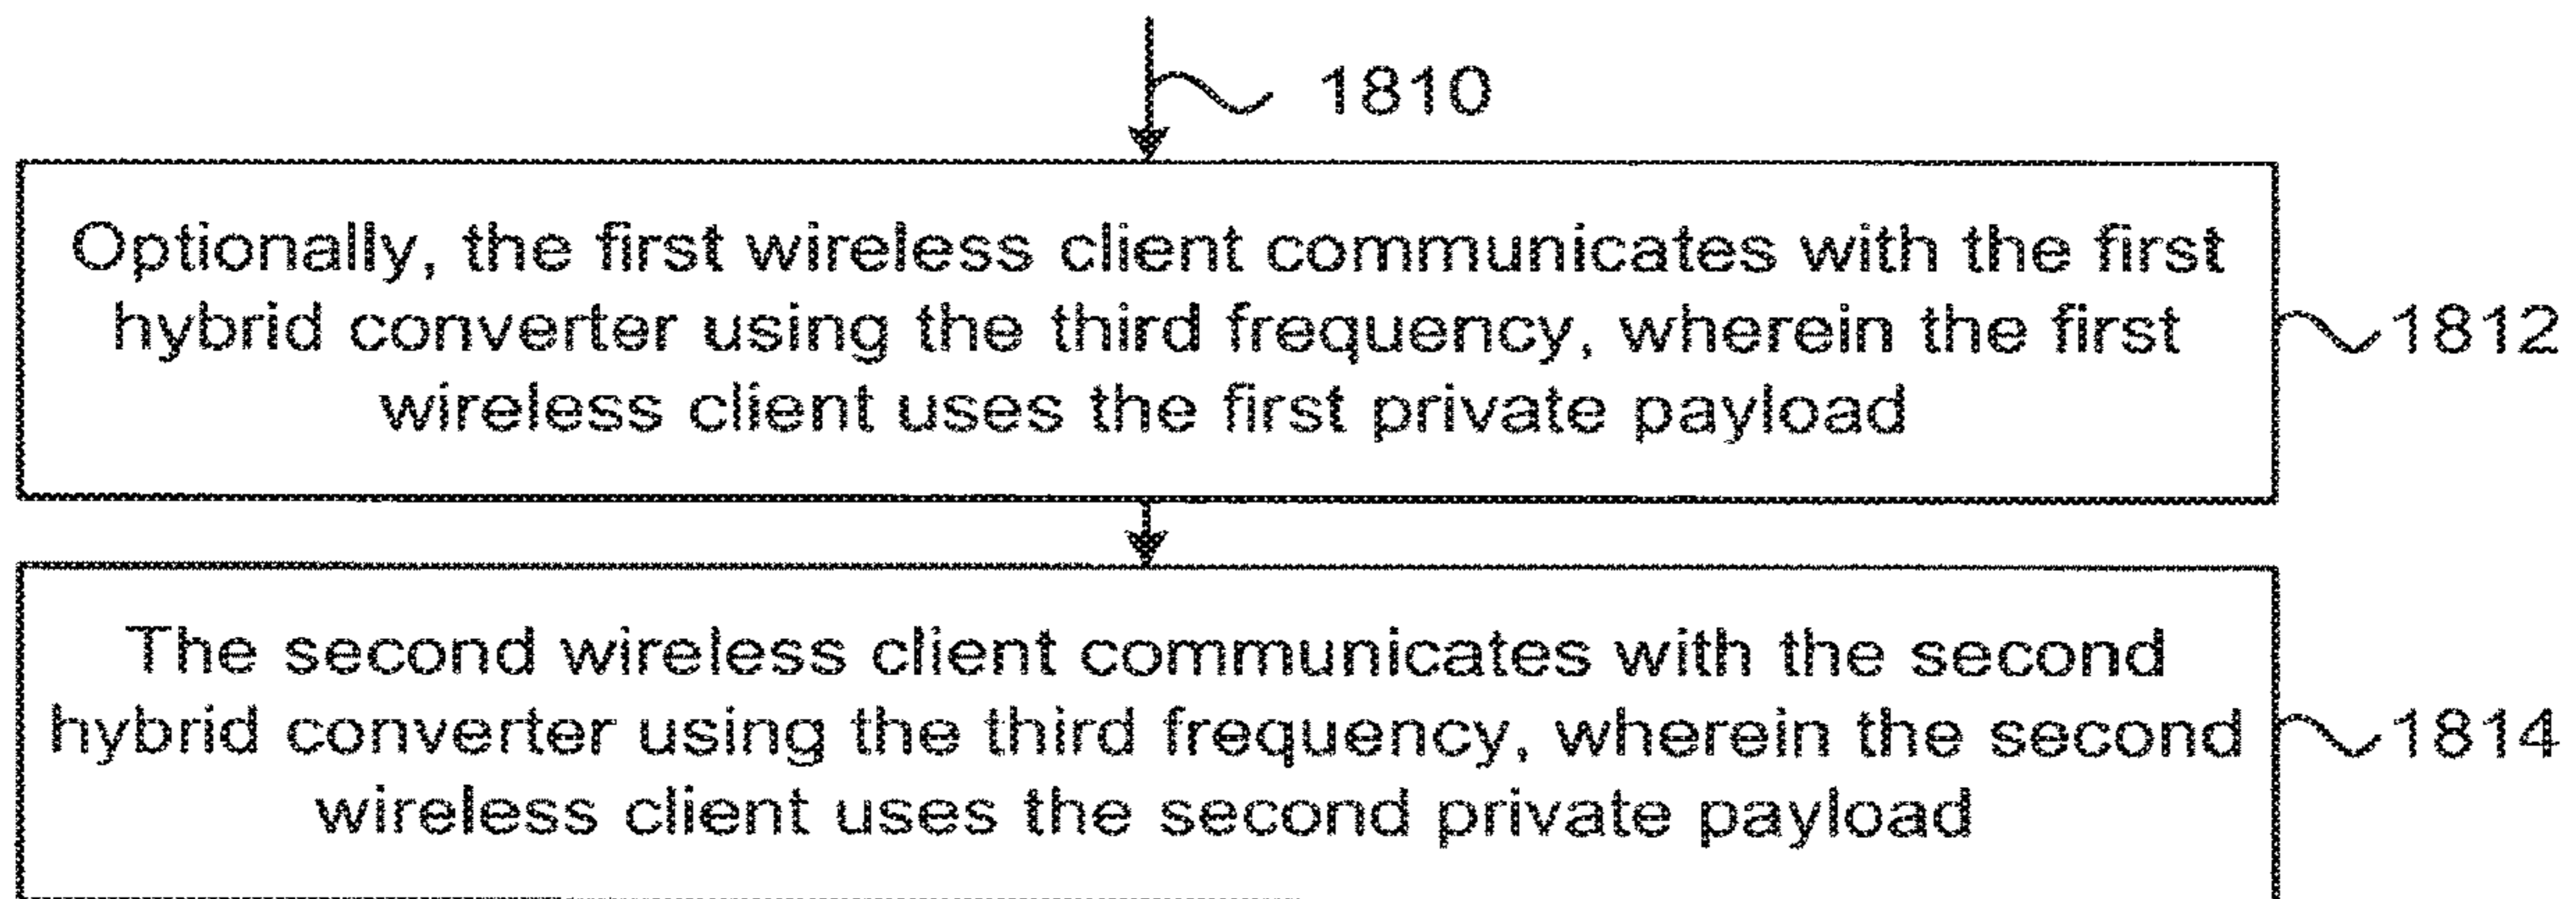 1810
Optionally, the first wireless client communicates with the first
hybrid converter using the third frequency, wherein the first
wireless client uses the first private payload
1812
The second wireless client communicates with the second
hybrid converter using the third frequency, wherein the second
wireless client uses the second private payload
1814